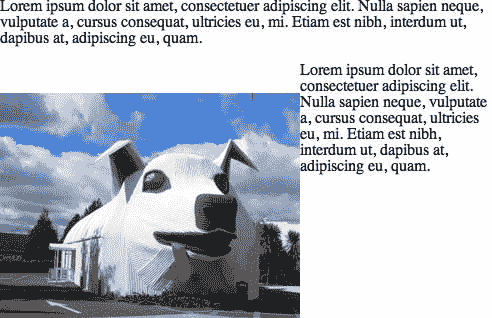 Lorem ipsum dolor sit amet, consectetuer adipiscing elit. Nulla sapien neque,
vulputate a, cursus consequat, ultricies eu, mi. Etiam est nibh, interdum ut,
dapibus at, adipiscing eu, quam.
Lorem ipsum dolor sit amet,
consectetuer adipiscing elit.
Nulla sapien neque, vulputate
a, cursus consequat, ultricies
eu, mi. Etiam est nibh,
interdum ut, dapibus at,
adipiscing eu, quam.